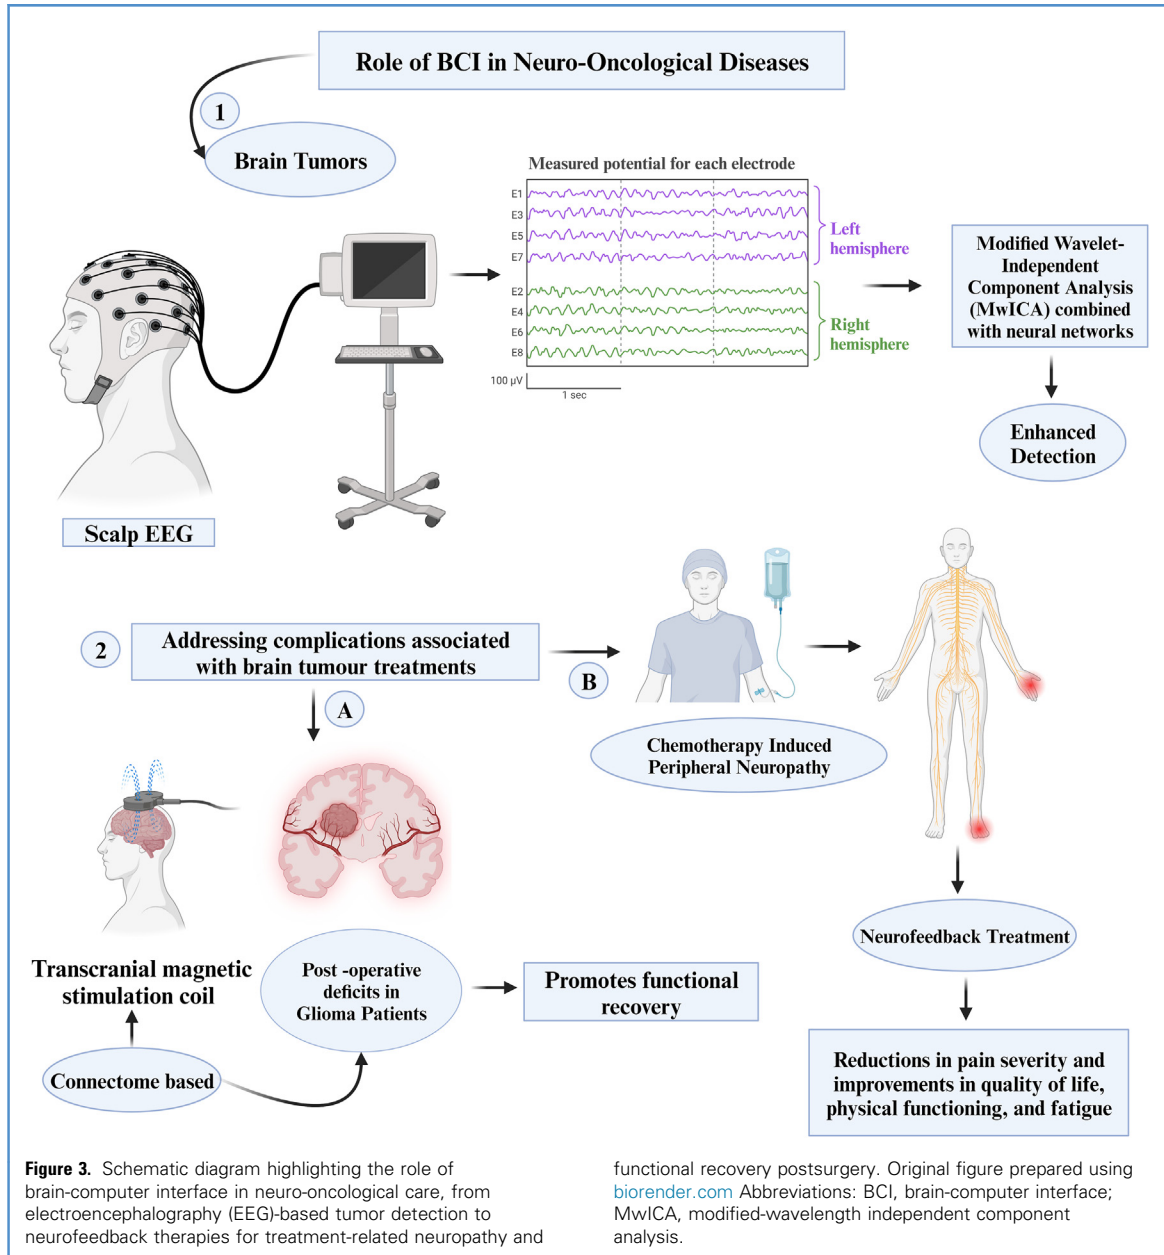 Role of BCI in Neuro-Oncological Diseases
1
Brain Tumors
Measured potential for each electrode
E1
E3
E5
E7
Left
hemisphere
E2
E4
E6
E8
Right
hemisphere
100 µV
1 sec
Modified Wavelet-
Independent
Component Analysis
(MwICA) combined
with neural networks
Enhanced
Detection
Scalp EEG
2
Addressing complications associated
with brain tumour treatments
A
B
Chemotherapy Induced
Peripheral Neuropathy
Transcranial magnetic
stimulation coil
Connectome based
Post -operative
deficits in
Glioma Patients
Promotes functional
recovery
Neurofeedback Treatment
Reductions in pain severity and
improvements in quality of life,
physical functioning, and fatigue
Figure 3. Schematic diagram highlighting the role of
brain-computer interface in neuro-oncological care, from
electroencephalography (EEG)-based tumor detection to
neurofeedback therapies for treatment-related neuropathy and
functional recovery postsurgery. Original figure prepared using
biorender.com Abbreviations: BCI, brain-computer interface;
MwICA, modified-wavelength independent component
analysis.